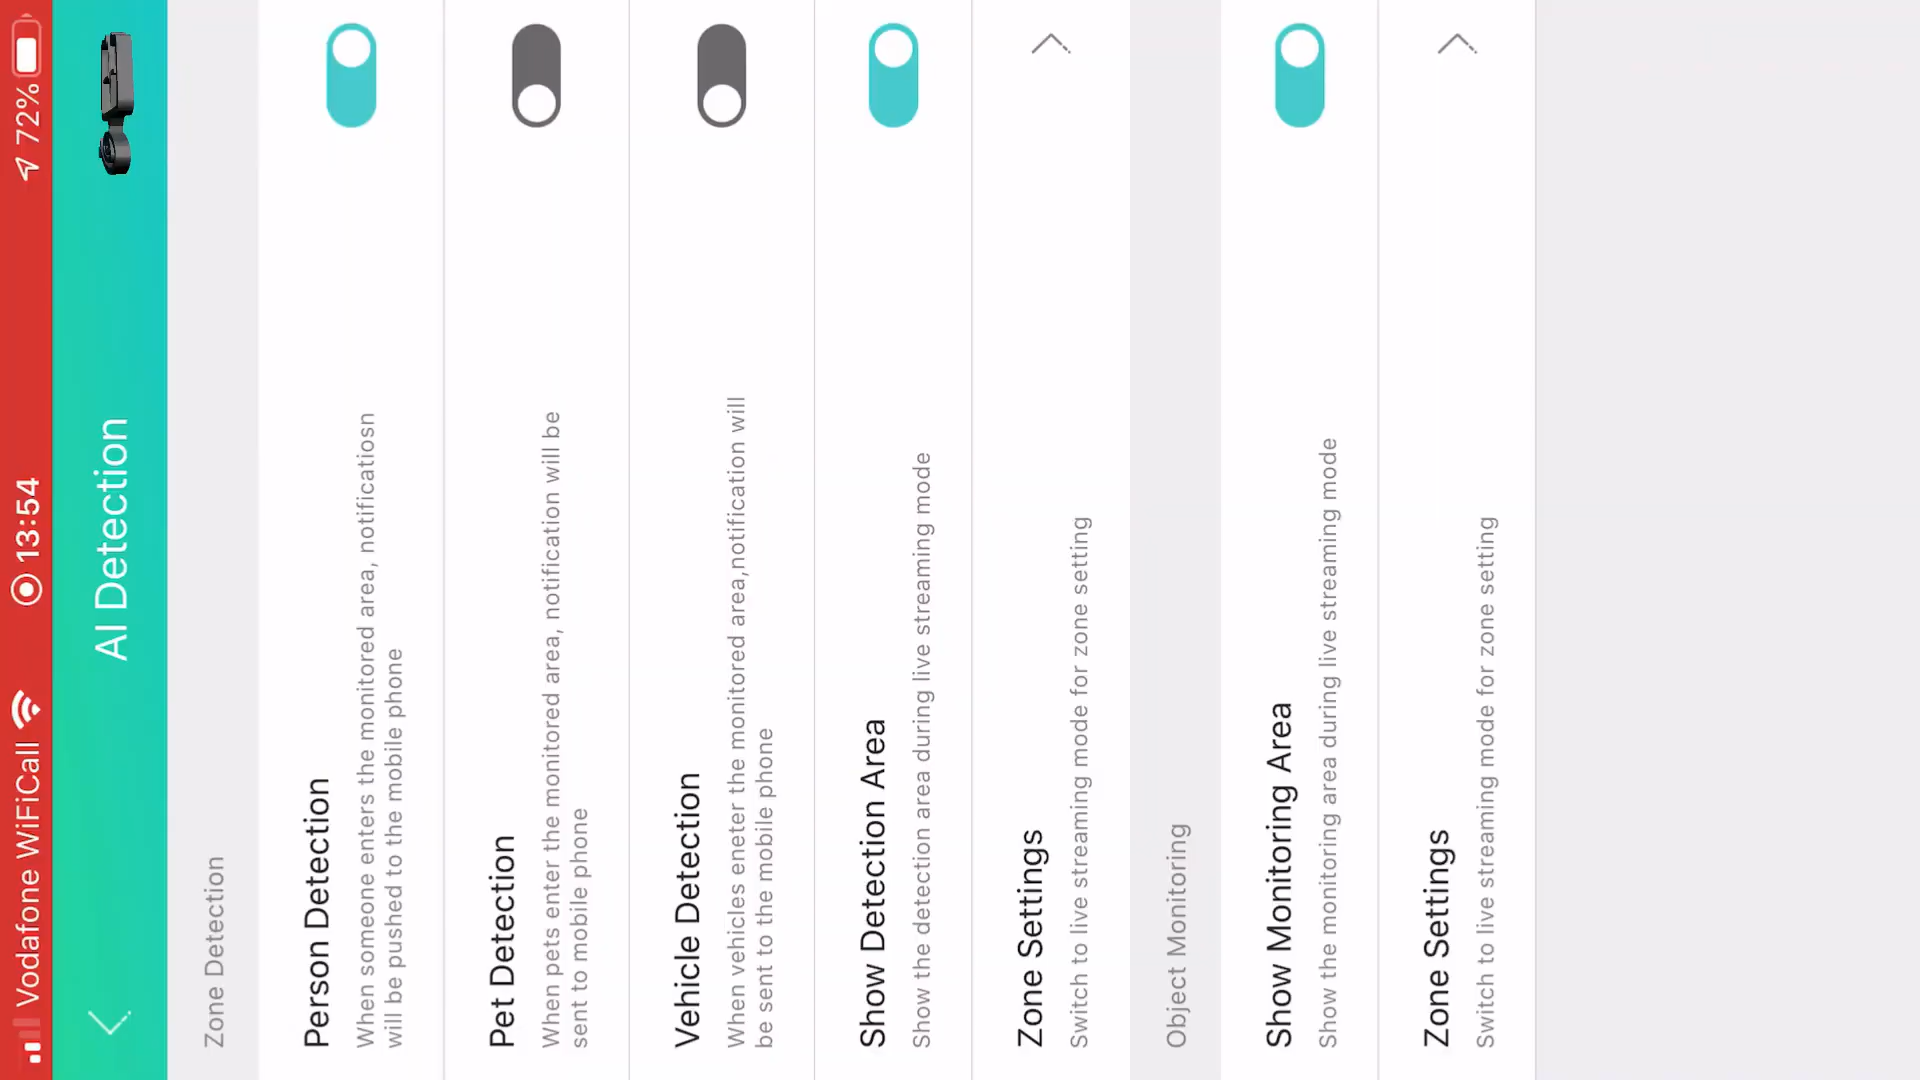 Vodafone WiFiCall 13:54 72%
AI Detection
Zone Detection
Person Detection
When someone enters the monitored area, notificatiosn
will be pushed to the mobile phone
Pet Detection
When pets enter the monitored area, notification will be
sent to mobile phone
Vehicle Detection
When vehicles eneter the monitored area,notification will
be sent to the mobile phone
Show Detection Area
Show the detection area during live streaming mode
Zone Settings
Switch to live streaming mode for zone setting
Object Monitoring
Show Monitoring Area
Show the monitoring area during live streaming mode
Zone Settings
Switch to live streaming mode for zone setting